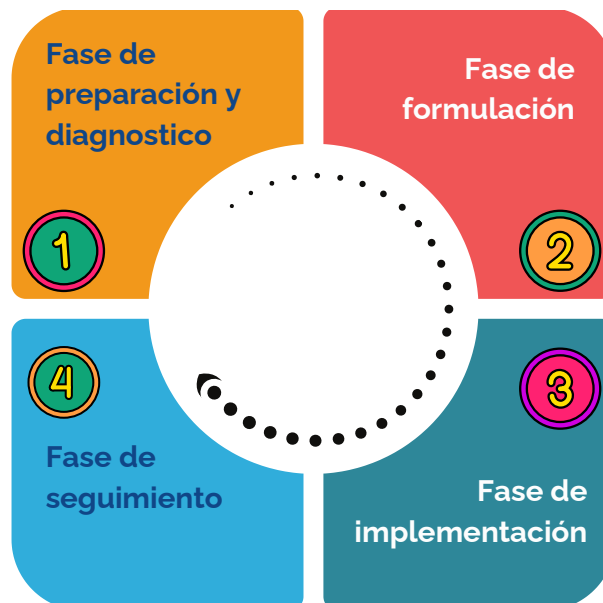 Fase de
preparación y
diagnostico
1
Fase de
formulación
2
3
Fase de
implementación
4
Fase de
seguimiento